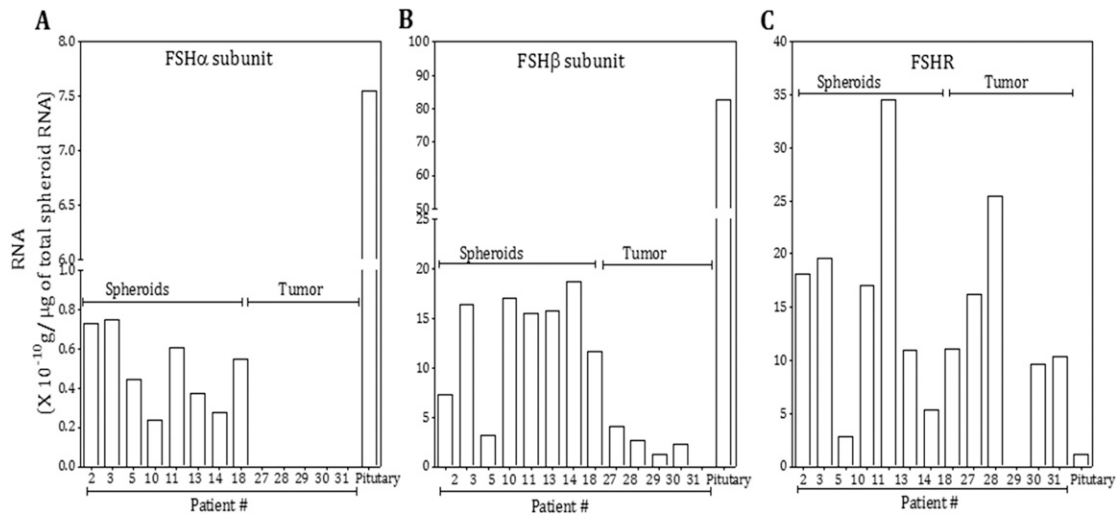 A
B
C
FSHα subunit
FSHβ subunit
FSHR
RNA
(X 10⁻¹⁰g/ µg of total spheroid RNA)
8.0
7.5
7.0
6.5
6.0
1.0
0.8
0.6
0.4
0.2
0.0
Spheroids
Tumor
2 3 5 10 11 13 14 18 27 28 29 30 31 Pitutary
Patient #
100
90
80
70
60
50
25
20
15
10
5
0
Spheroids
Tumor
2 3 5 10 11 13 14 18 27 28 29 30 31 Pitutary
Patient #
40
35
30
25
20
15
10
5
0
Spheroids
Tumor
2 3 5 10 11 13 14 18 27 28 29 30 31 Pitutary
Patient #